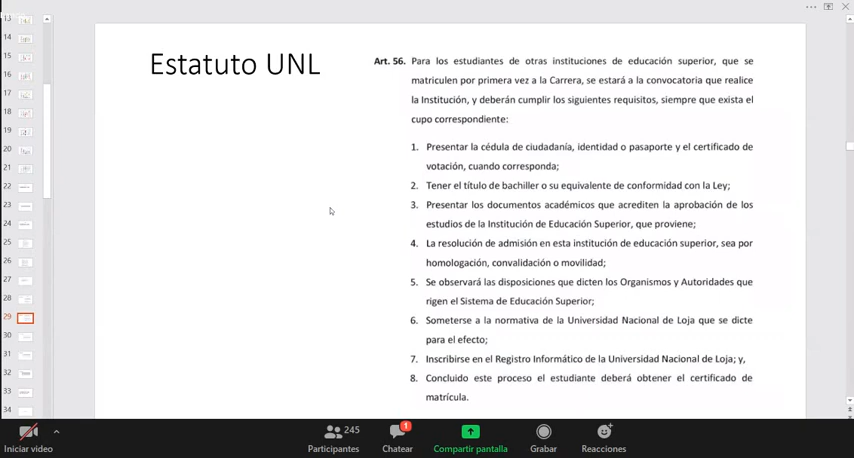 13
14
15
16
17
18
19
20
21
22
23
24
25
26
27
28
29
30
31
32
33
34
Estatuto UNL
Art. 56. Para los estudiantes de otras instituciones de educación superior, que se
matriculen por primera vez a la Carrera, se estará a la convocatoria que realice
la Institución, y deberán cumplir los siguientes requisitos, siempre que exista el
cupo correspondiente:
1. Presentar la cédula de ciudadanía, identidad o pasaporte y el certificado de
votación, cuando corresponda;
2. Tener el título de bachiller o su equivalente de conformidad con la Ley;
3. Presentar los documentos académicos que acrediten la aprobación de los
estudios de la Institución de Educación Superior, que proviene;
4. La resolución de admisión en esta institución de educación superior, sea por
homologación, convalidación o movilidad;
5. Se observará las disposiciones que dicten los Organismos y Autoridades que
rigen el Sistema de Educación Superior;
6. Someterse a la normativa de la Universidad Nacional de Loja que se dicte
para el efecto;
7. Inscribirse en el Registro Informático de la Universidad Nacional de Loja; y,
8. Concluido este proceso el estudiante deberá obtener el certificado de
matrícula.
245
1
Iniciar video
Participantes
Chatear
Compartir pantalla
Grabar
Reacciones